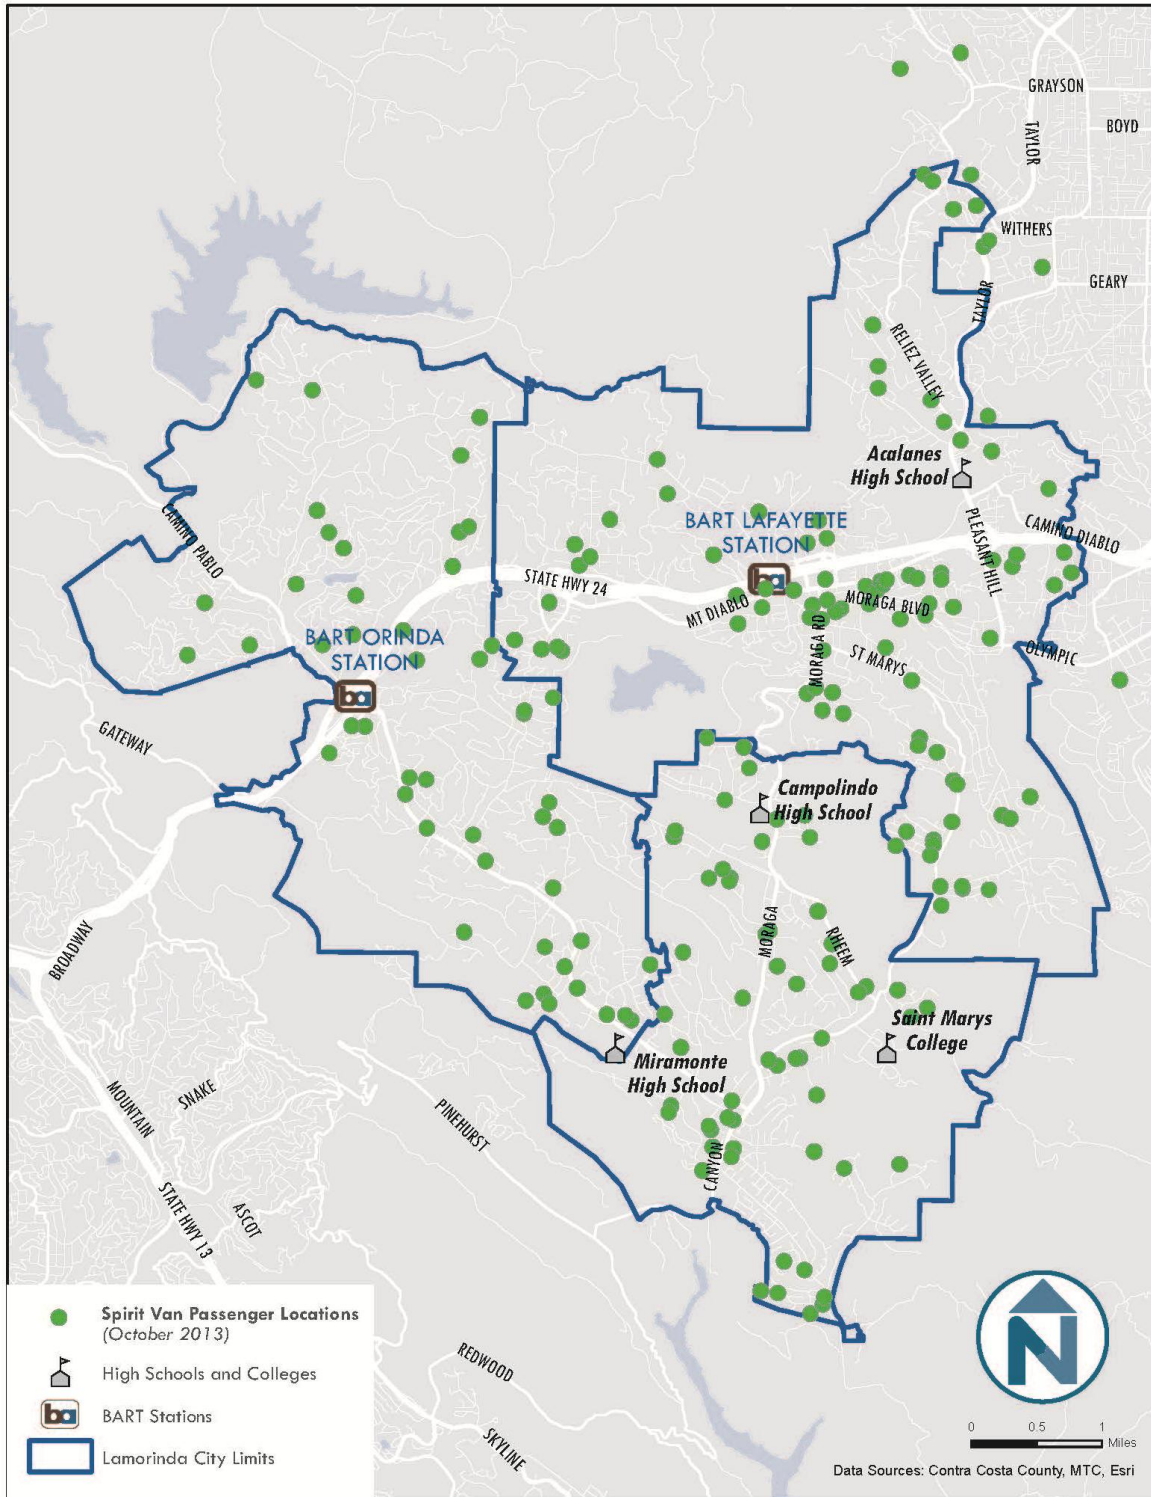 GRAYSON
BOYD
TAYLOR
WITHERS
GEARY
TAYLOR
RELIEZ VALLEY
Acalanes
High School
CAMINO PABLO
BART LAFAYETTE
STATION
PLEASANT HILL
CAMINO DIABLO
ba
STATE HWY 24
MT DIABLO
MORAGA BLVD
MORAGA RD
ST MARYS
OLYMPIC
BART ORINDA
STATION
ba
GATEWAY
Campolindo
High School
BROADWAY
MORAGA
RHEEM
Saint Marys
College
Miramonte
High School
MOUNTAIN
SNAKE
PINEHURST
CANYON
STATE HWY 13
ASCOT
REDWOOD
SKYLINE
Spirit Van Passenger Locations
(October 2013)
High Schools and Colleges
ba
BART Stations
Lamorinda City Limits
N
0 0.5 1
Miles
Data Sources: Contra Costa County, MTC, Esri